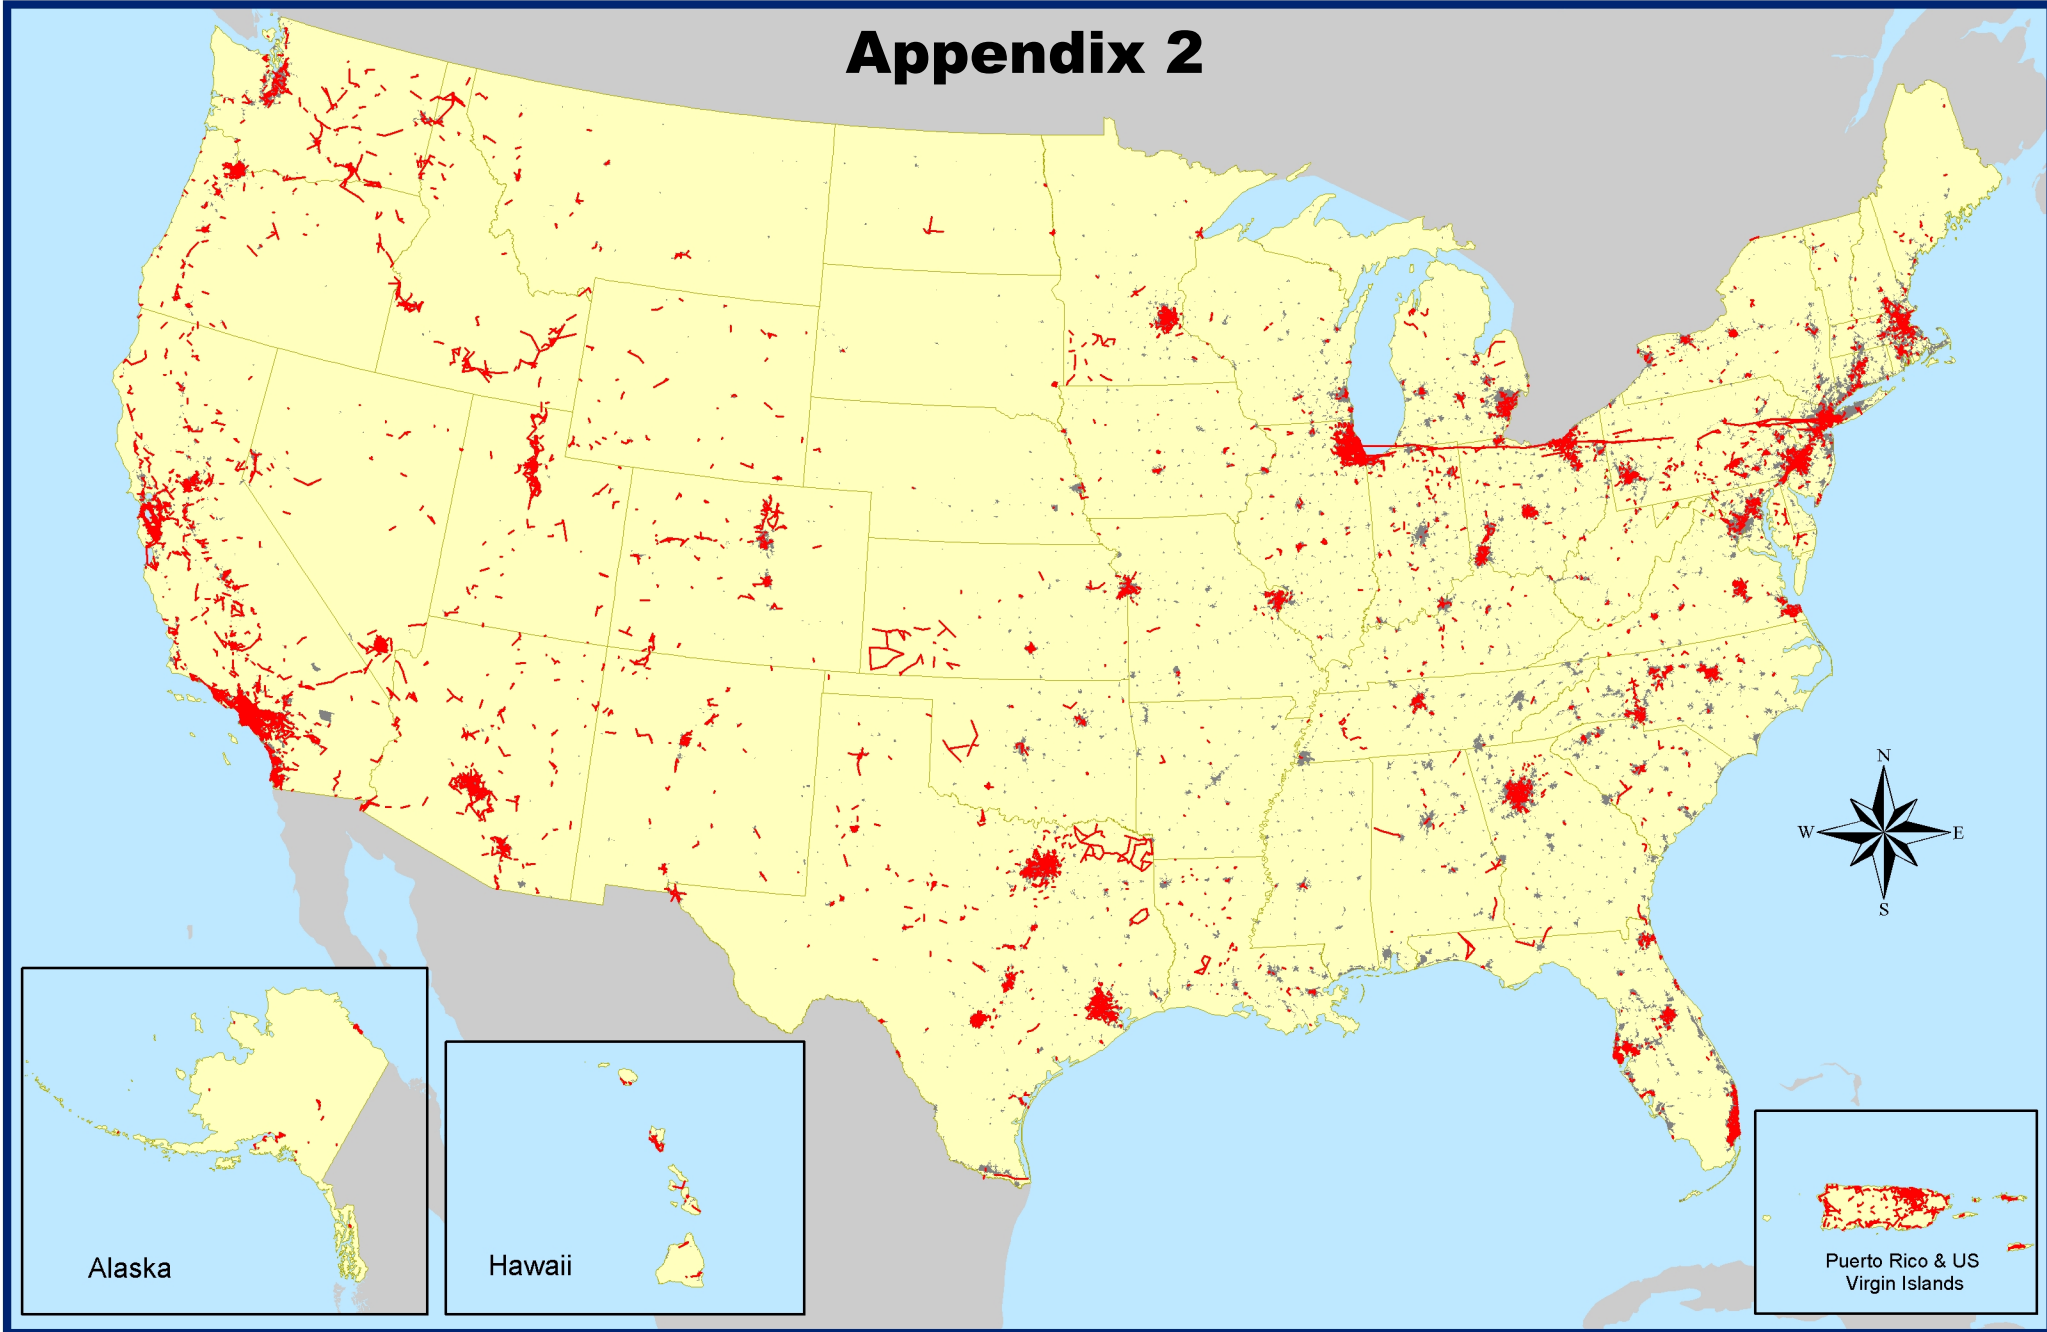 Appendix 2
N
W E
S
Alaska
Hawaii
Puerto Rico & US
Virgin Islands